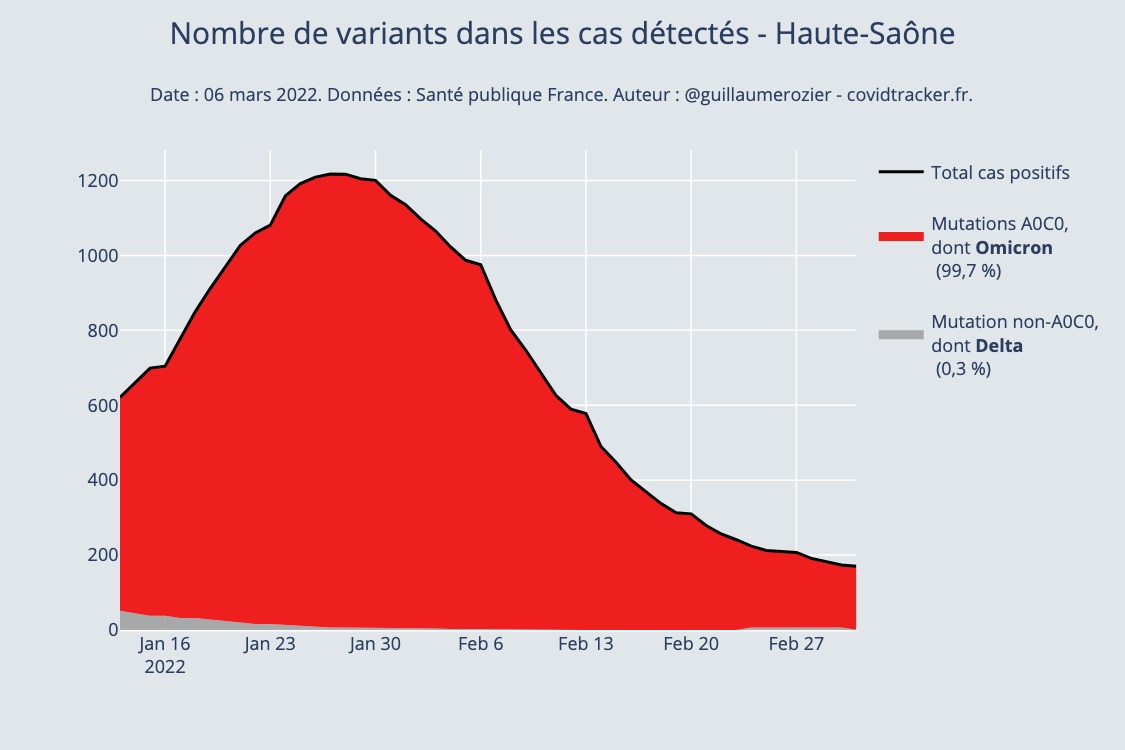 Nombre de variants dans les cas détectés - Haute-Saône
Date : 06 mars 2022. Données : Santé publique France. Auteur : @guillaumerozier - covidtracker.fr.
Total cas positifs
Mutations A0C0,
dont Omicron
(99,7 %)
Mutation non-A0C0,
dont Delta
(0,3 %)
1200
1000
800
600
400
200
0
Jan 16 Jan 23 Jan 30 Feb 6 Feb 13 Feb 20 Feb 27
2022